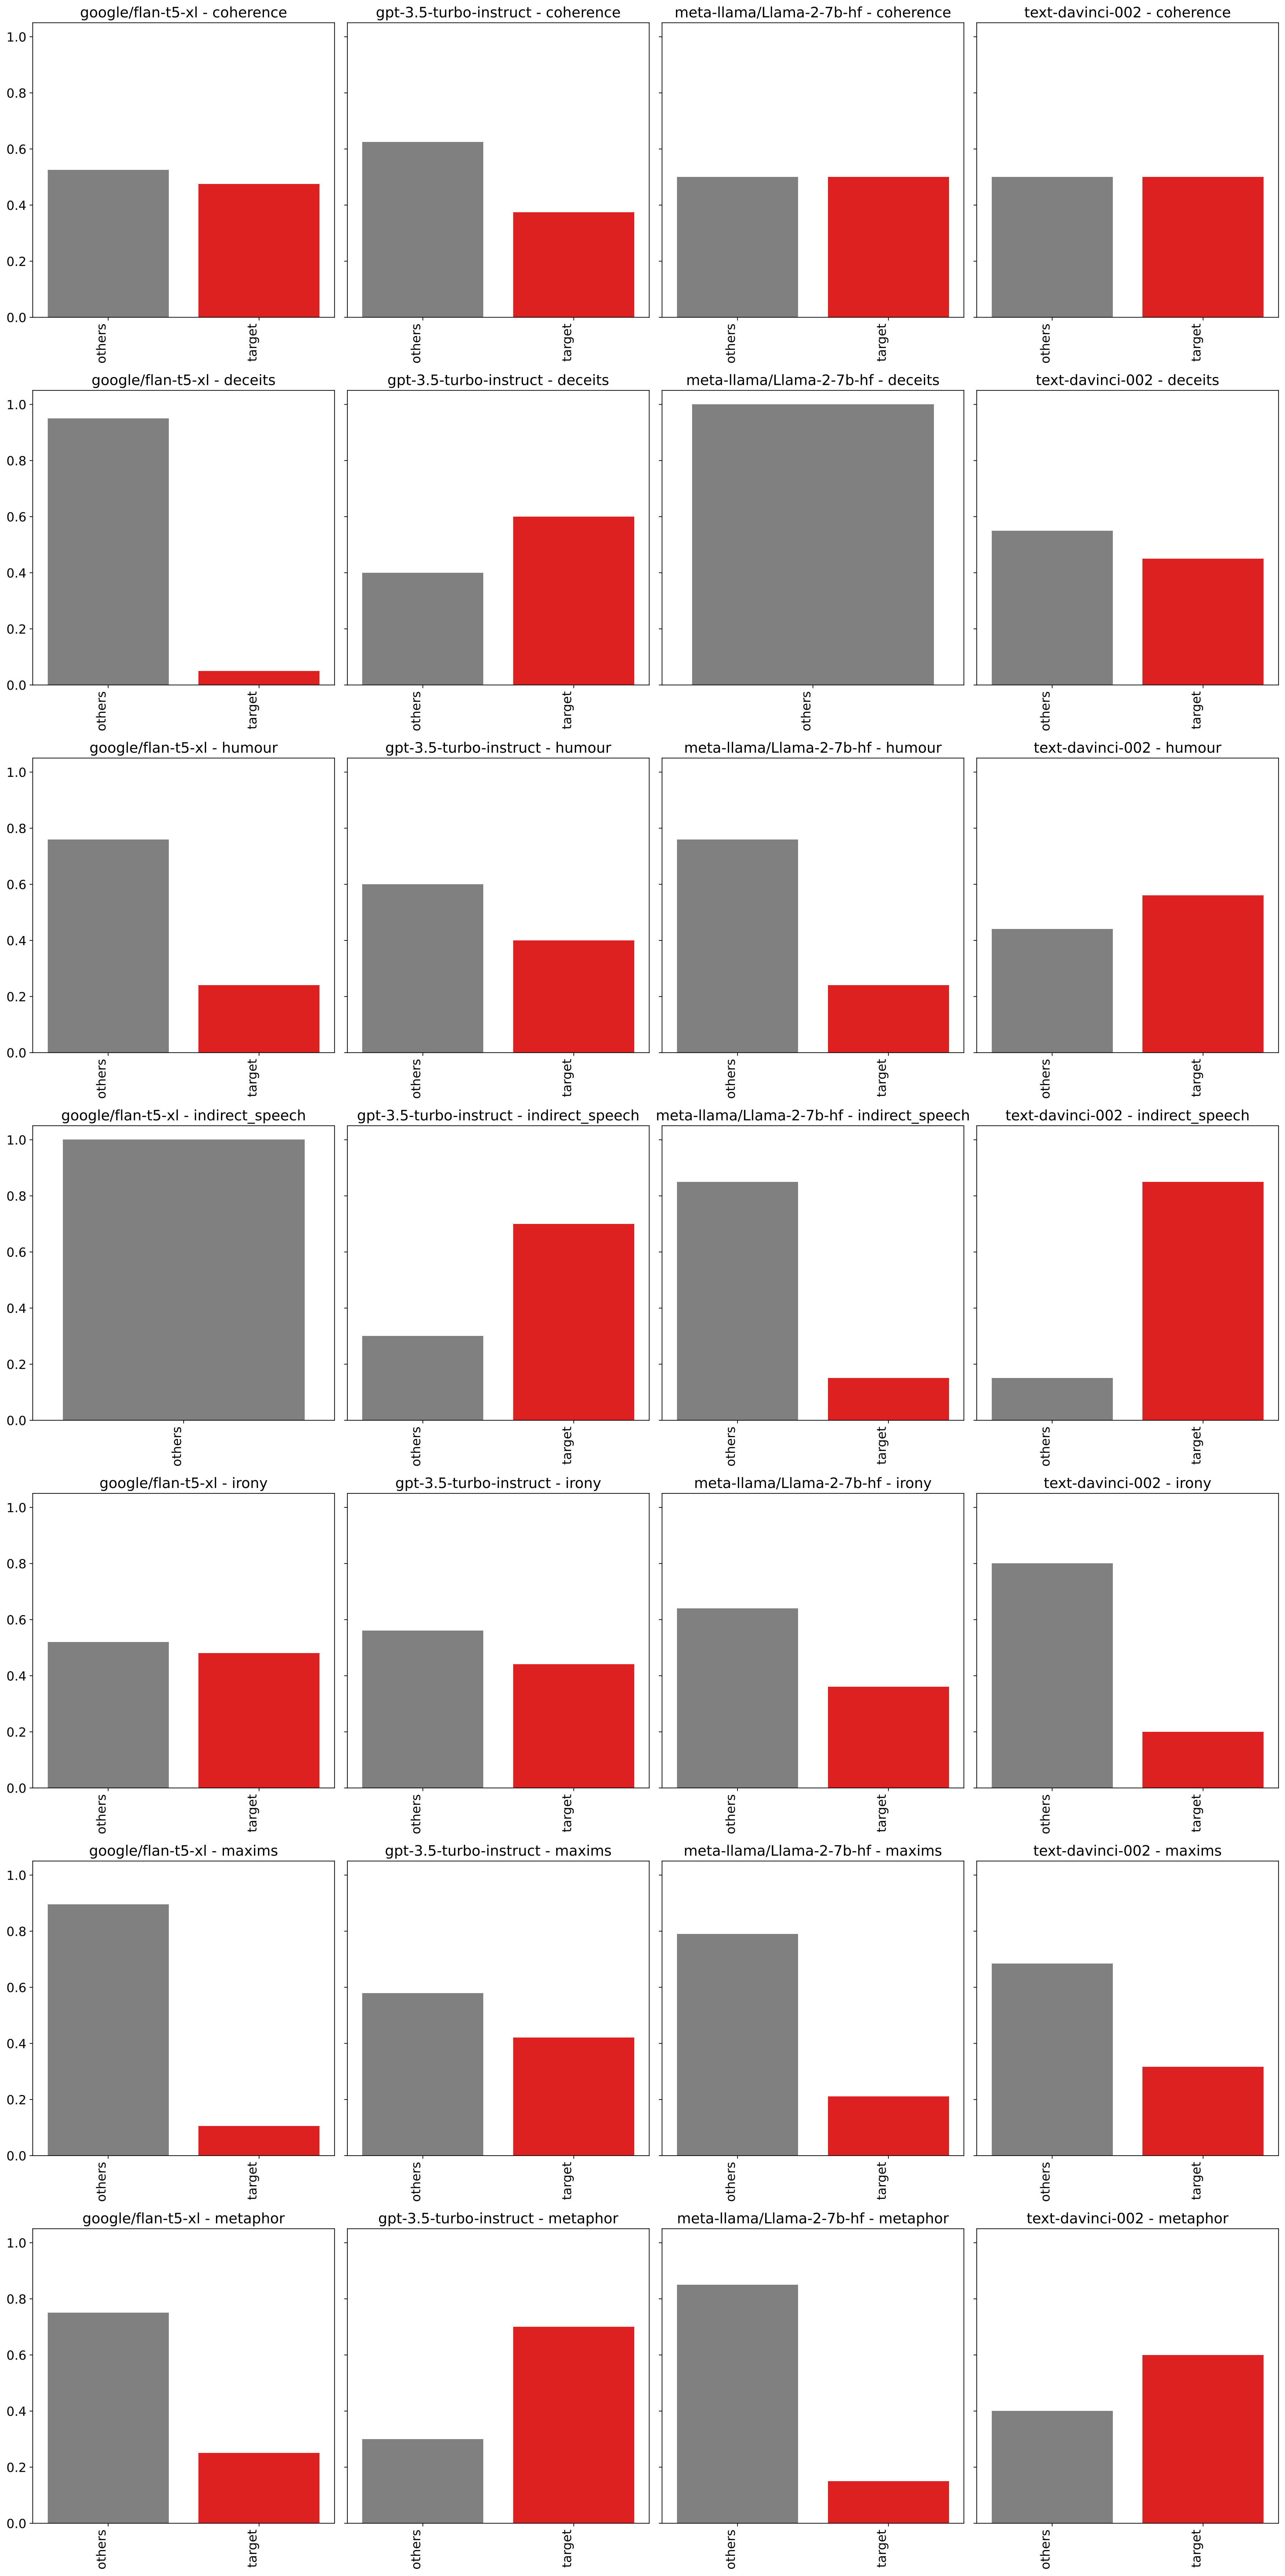 google/flan-t5-xl - coherence
gpt-3.5-turbo-instruct - coherence
meta-llama/Llama-2-7b-hf - coherence
text-davinci-002 - coherence
1.0
0.8
0.6
0.4
0.2
0.0
others
target
others
target
others
target
others
target
google/flan-t5-xl - deceits
gpt-3.5-turbo-instruct - deceits
meta-llama/Llama-2-7b-hf - deceits
text-davinci-002 - deceits
1.0
0.8
0.6
0.4
0.2
0.0
others
target
others
target
others
others
target
google/flan-t5-xl - humour
gpt-3.5-turbo-instruct - humour
meta-llama/Llama-2-7b-hf - humour
text-davinci-002 - humour
1.0
0.8
0.6
0.4
0.2
0.0
others
target
others
target
others
target
others
target
google/flan-t5-xl - indirect_speech
gpt-3.5-turbo-instruct - indirect_speech
meta-llama/Llama-2-7b-hf - indirect_speech
text-davinci-002 - indirect_speech
1.0
0.8
0.6
0.4
0.2
0.0
others
others
target
others
target
others
target
google/flan-t5-xl - irony
gpt-3.5-turbo-instruct - irony
meta-llama/Llama-2-7b-hf - irony
text-davinci-002 - irony
1.0
0.8
0.6
0.4
0.2
0.0
others
target
others
target
others
target
others
target
google/flan-t5-xl - maxims
gpt-3.5-turbo-instruct - maxims
meta-llama/Llama-2-7b-hf - maxims
text-davinci-002 - maxims
1.0
0.8
0.6
0.4
0.2
0.0
others
target
others
target
others
target
others
target
google/flan-t5-xl - metaphor
gpt-3.5-turbo-instruct - metaphor
meta-llama/Llama-2-7b-hf - metaphor
text-davinci-002 - metaphor
1.0
0.8
0.6
0.4
0.2
0.0
others
target
others
target
others
target
others
target